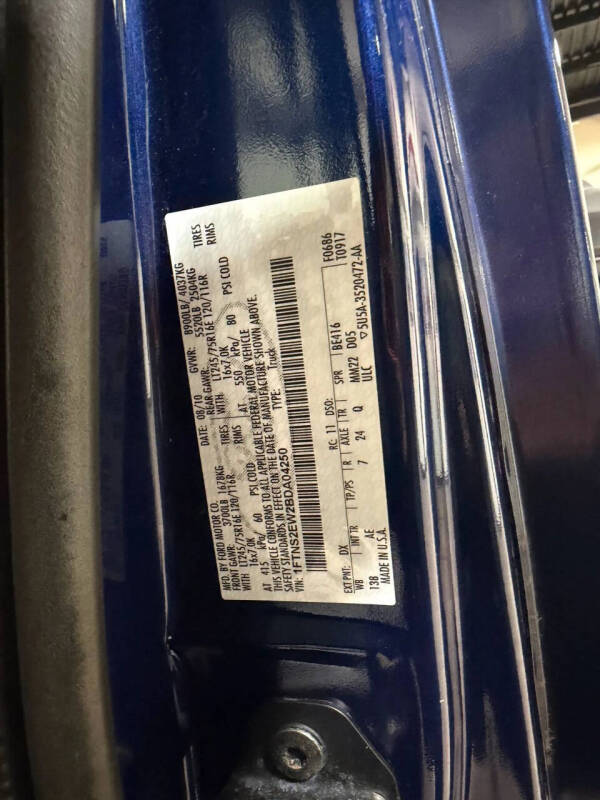 MFD. BY FORD MOTOR CO.
DATE: 08/10 GVWR: 8900LB/ 4037KG
FRONT GAWR: 3700LB 1678KG REAR GAWR: 5520LB 2504KG
WITH LT245/75R16E 120/116R TIRES WITH: LT245/75R16E 120/116R TIRES
16x7.0K RIMS 16x7.0K RIMS
AT 415 kPa/ 60 PSI COLD AT 550 kPa/ 80 PSI COLD
THIS VEHICLE CONFORMS TO ALL APPLICABLE FEDERAL MOTOR VEHICLE
SAFETY STANDARDS IN EFFECT ON THE DATE OF MANUFACTURE SHOWN ABOVE.
VIN: 1FTNS2EW2BDA04250 TYPE: Truck
F0686
T0917
EXT PNT: DX RC: 11 DSO: BE416
WB INT TR TP/PS R AXLE TR SPR
138 AE 7 24 Q MM22 D05
MADE IN U.S.A. ULC ▽5U5A-3520472-AA